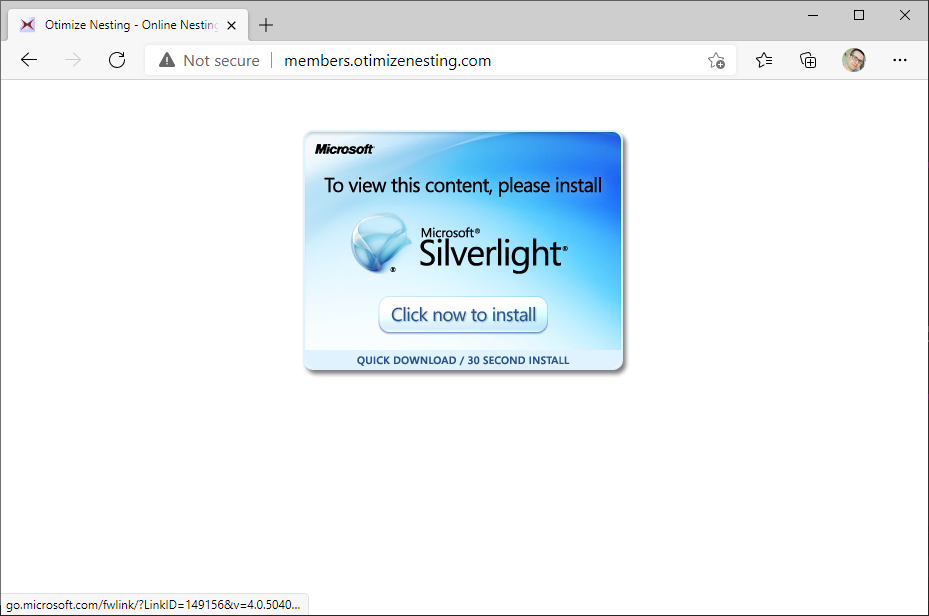 Otimize Nesting - Online Nesting
Not secure
members.otimizenesting.com
Microsoft
To view this content, please install
Microsoft®
Silverlight®
Click now to install
QUICK DOWNLOAD / 30 SECOND INSTALL
go.microsoft.com/fwlink/?LinkID=149156&v=4.0.5040...